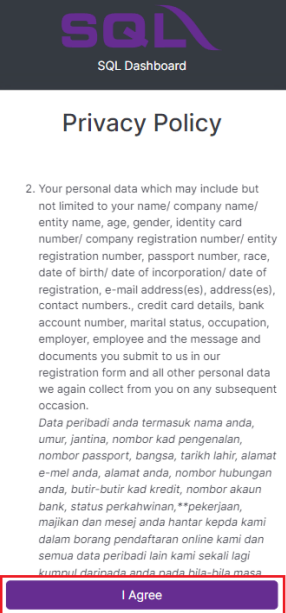 SQL
SQL Dashboard
Privacy Policy
2. Your personal data which may include but
not limited to your name/ company name/
entity name, age, gender, identity card
number/ company registration number/ entity
registration number, passport number, race,
date of birth/ date of incorporation/ date of
registration, e-mail address(es), address(es),
contact numbers., credit card details, bank
account number, marital status, occupation,
employer, employee and the message and
documents you submit to us in our
registration form and all other personal data
we again collect from you on any subsequent
occasion.
Data peribadi anda termasuk nama anda,
umur, jantina, nombor kad pengenalan,
nombor passport, bangsa, tarikh lahir, alamat
e-mel anda, alamat anda, nombor hubungan
anda, butir-butir kad kredit, nombor akaun
bank, status perkahwinan,**pekerjaan,
majikan dan mesej anda hantar kepada kami
dalam borang pendaftaran online kami dan
semua data peribadi lain kami sekali lagi
kumpul daripada anda pada bila-bila masa
I Agree